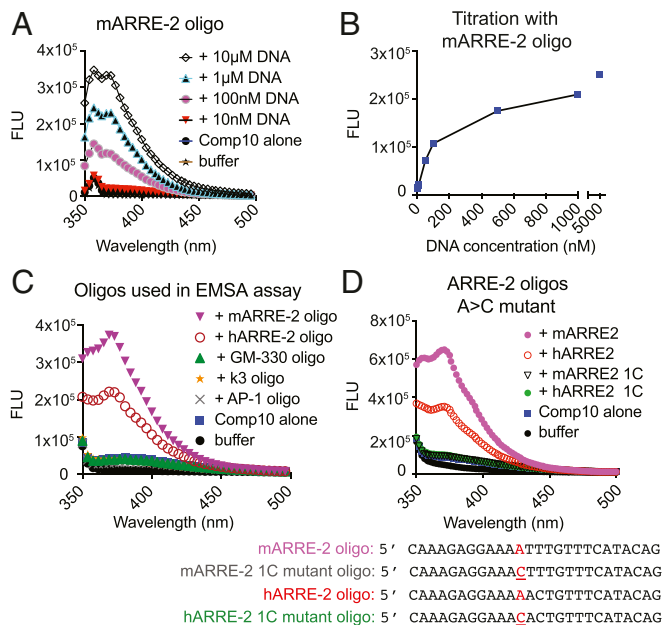 A
mARRE-2 oligo
4x10⁵
3x10⁵
2x10⁵
1x10⁵
0
FLU
350 400 450 500
Wavelength (nm)
+ 10µM DNA
+ 1µM DNA
+ 100nM DNA
+ 10nM DNA
Comp10 alone
buffer
B
Titration with
mARRE-2 oligo
3x10⁵
2x10⁵
1x10⁵
0
FLU
0 200 400 600 800 1000 5000
DNA concentration (nM)
C
Oligos used in EMSA assay
4x10⁵
3x10⁵
2x10⁵
1x10⁵
0
FLU
350 400 450 500
Wavelength (nm)
+ mARRE-2 oligo
+ hARRE-2 oligo
+ GM-330 oligo
+ k3 oligo
+ AP-1 oligo
Comp10 alone
buffer
D
ARRE-2 oligos
A>C mutant
8x10⁵
6x10⁵
4x10⁵
2x10⁵
0
FLU
350 400 450 500
Wavelength (nm)
+ mARRE2
+ hARRE2
+ mARRE2 1C
+ hARRE2 1C
Comp10 alone
buffer
mARRE-2 oligo: 5′ CAAAGAGGAAAATTTGTTTCATACAG
mARRE-2 1C mutant oligo: 5′ CAAAGAGGAAACTTTGTTTCATACAG
hARRE-2 oligo: 5′ CAAAGAGGAAAAACTGTTTCATACAG
hARRE-2 1C mutant oligo: 5′ CAAAGAGGAAACACTGTTTCATACAG